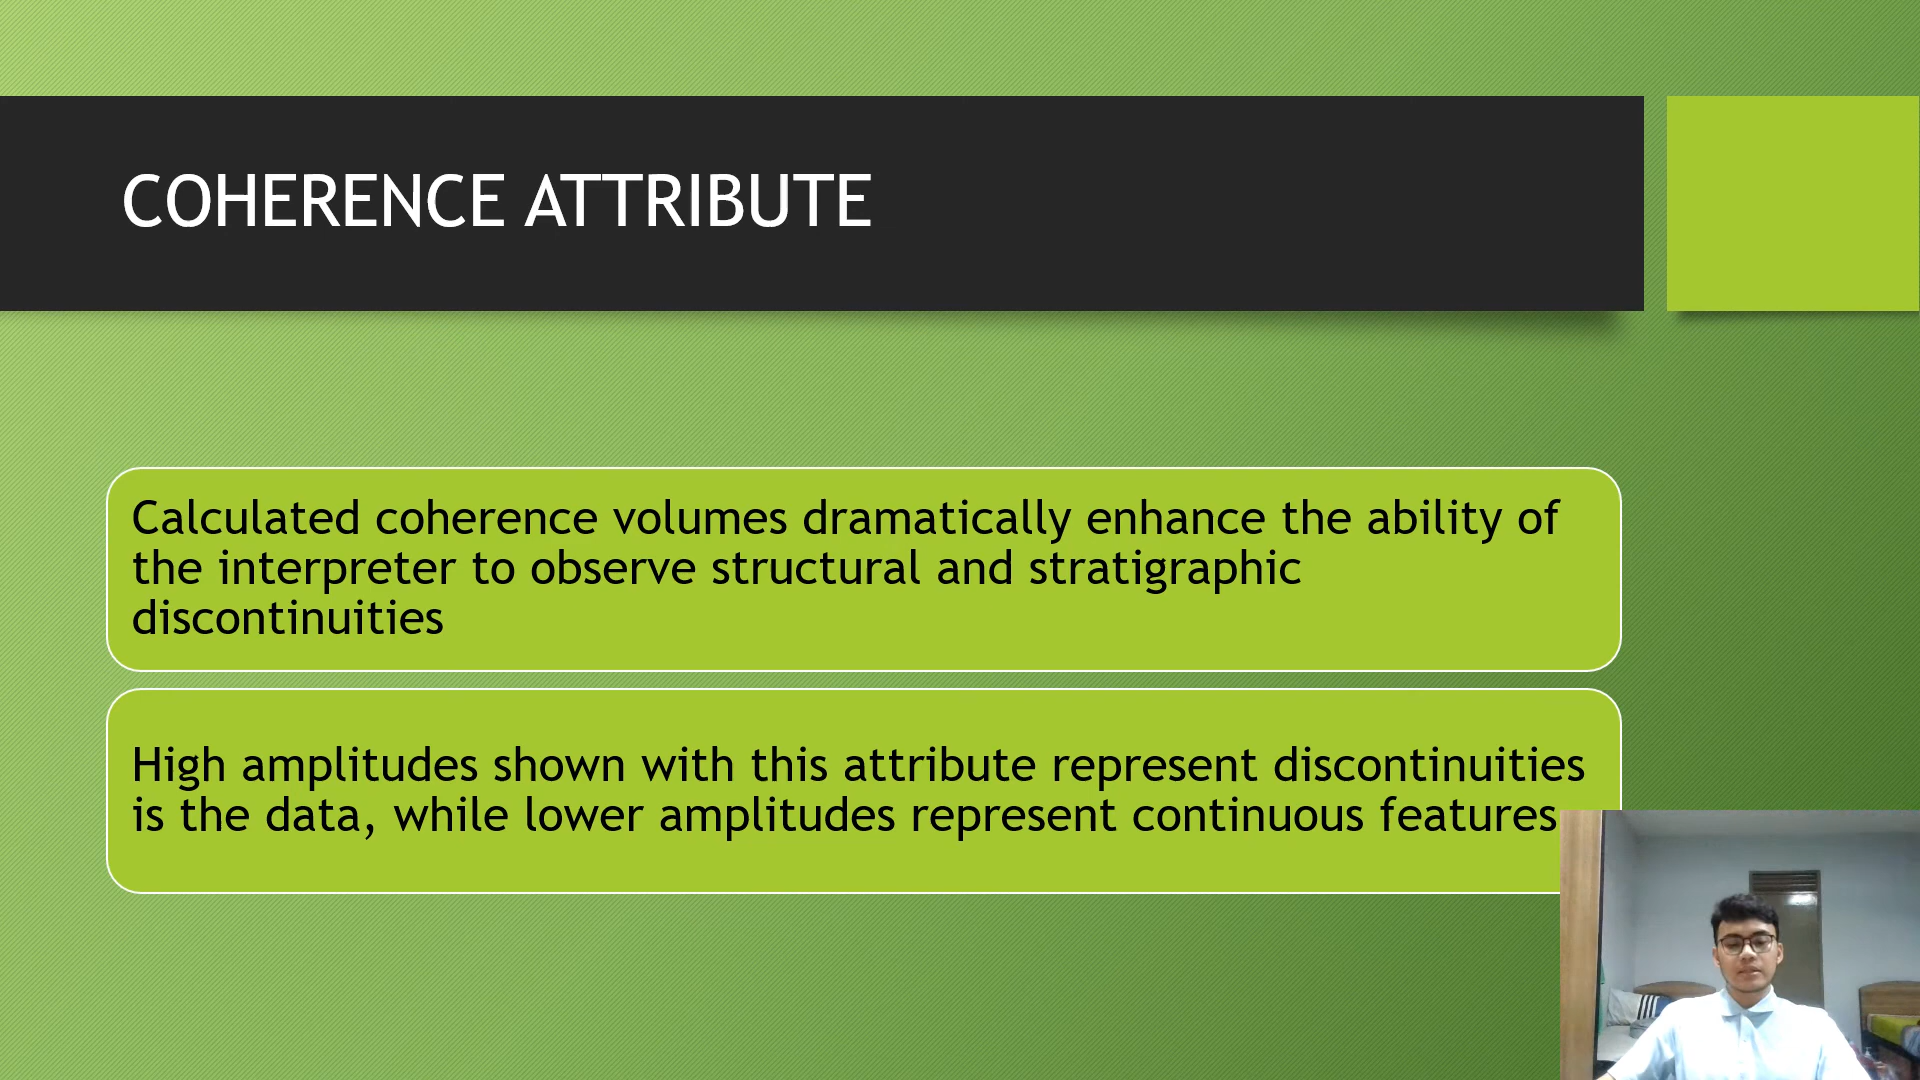 COHERENCE ATTRIBUTE
Calculated coherence volumes dramatically enhance the ability of
the interpreter to observe structural and stratigraphic
discontinuities
High amplitudes shown with this attribute represent discontinuities
is the data, while lower amplitudes represent continuous features